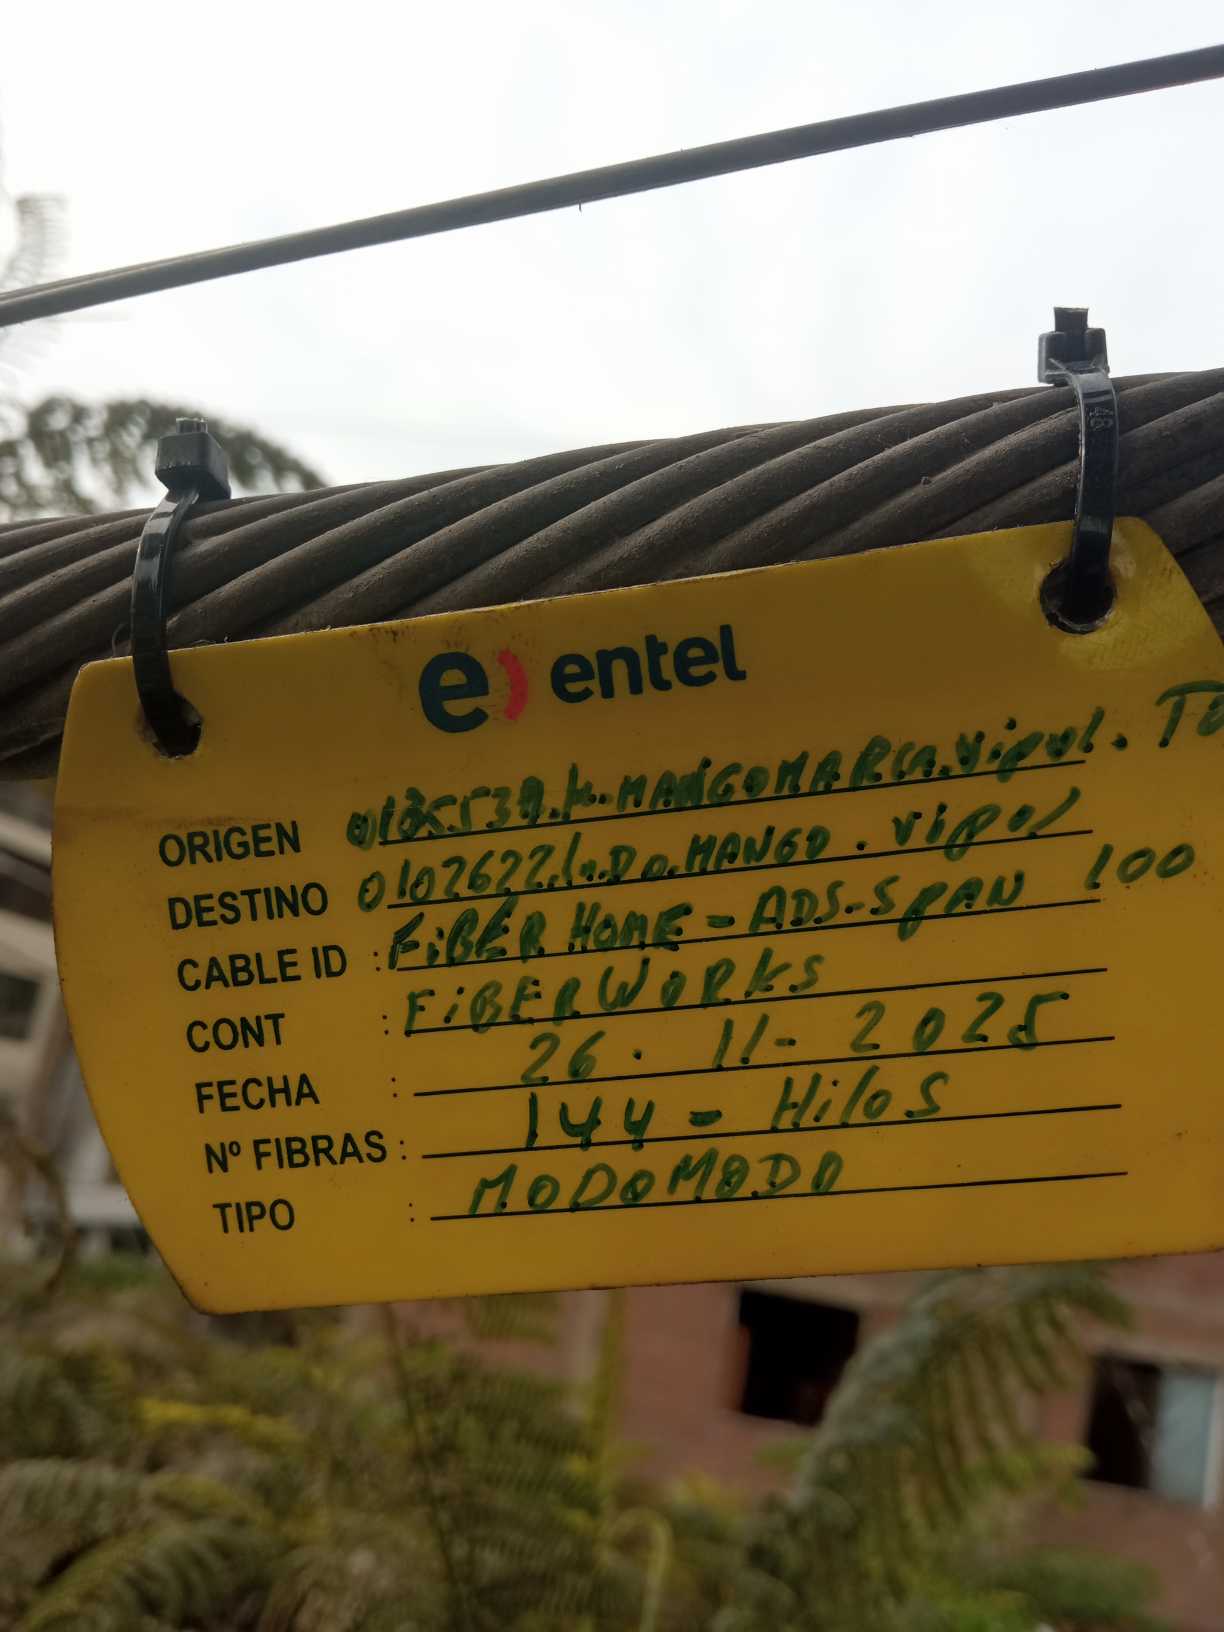 e) entel
ORIGEN MANGOMARCA.Vipol.
DESTINO 0102622. MANGO. Vipol
CABLE ID : FiBER HOME - ADS-SPAN 100
CONT : FiBERWORKS
FECHA : 26. 11- 2025
Nº FIBRAS : 144 - Hilos
TIPO : MODOMODO
48